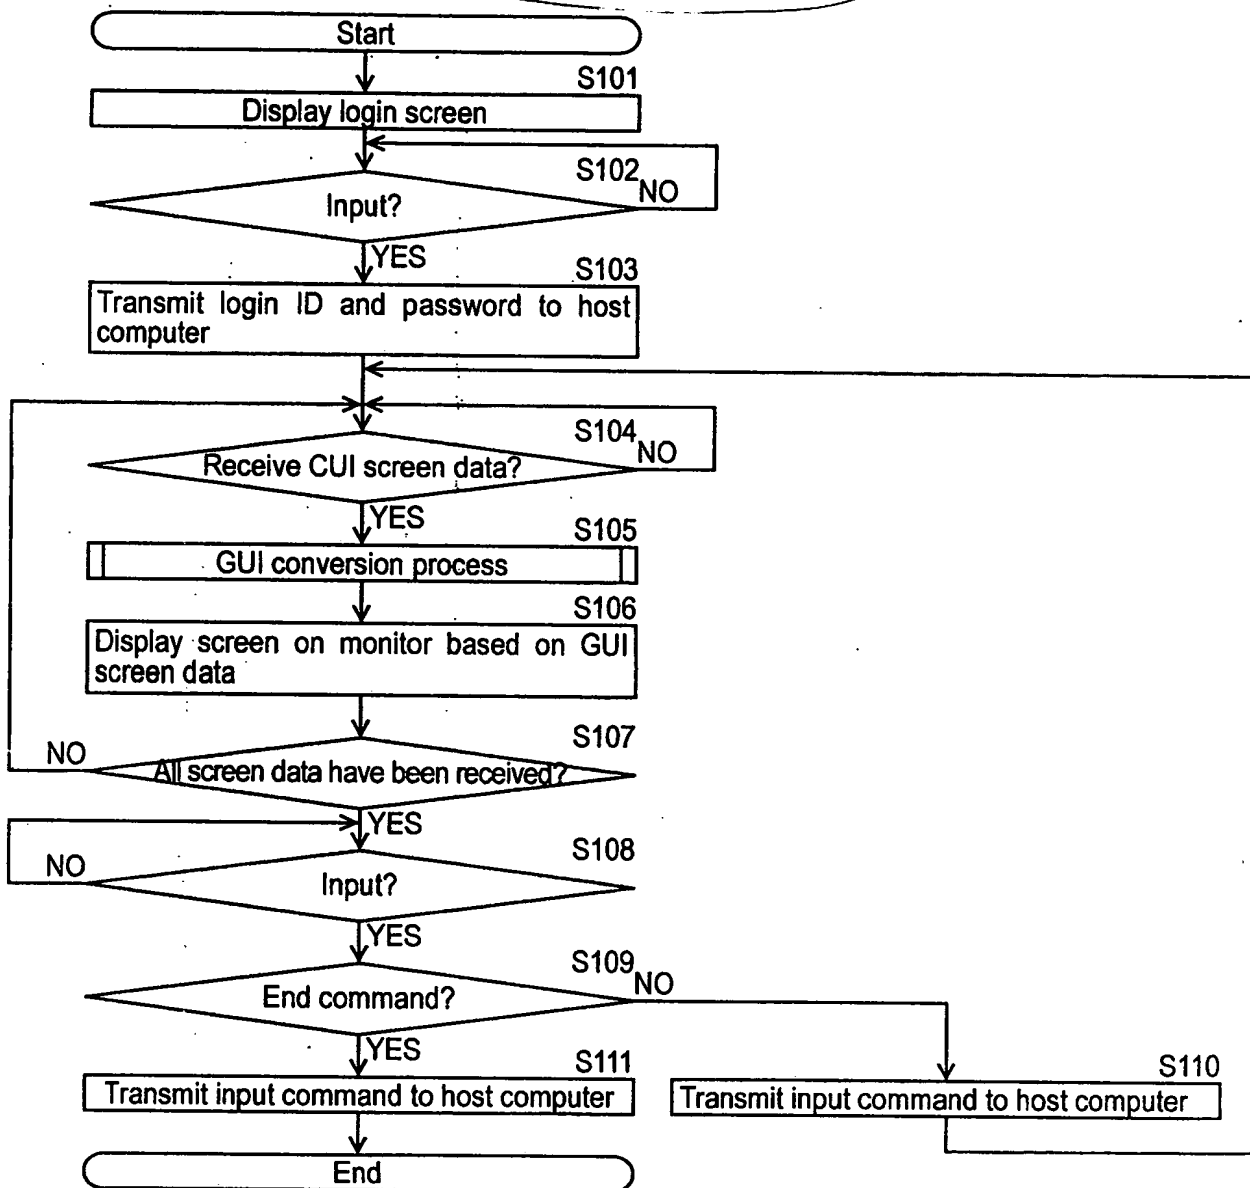 Start
S101
Display login screen
S102
NO
Input?
YES
S103
Transmit login ID and password to host
computer
S104
NO
Receive CUI screen data?
YES
S105
GUI conversion process
S106
Display screen on monitor based on GUI
screen data
S107
NO
All screen data have been received?
YES
S108
NO
Input?
YES
S109
NO
End command?
YES
S111
Transmit input command to host computer
S110
Transmit input command to host computer
End